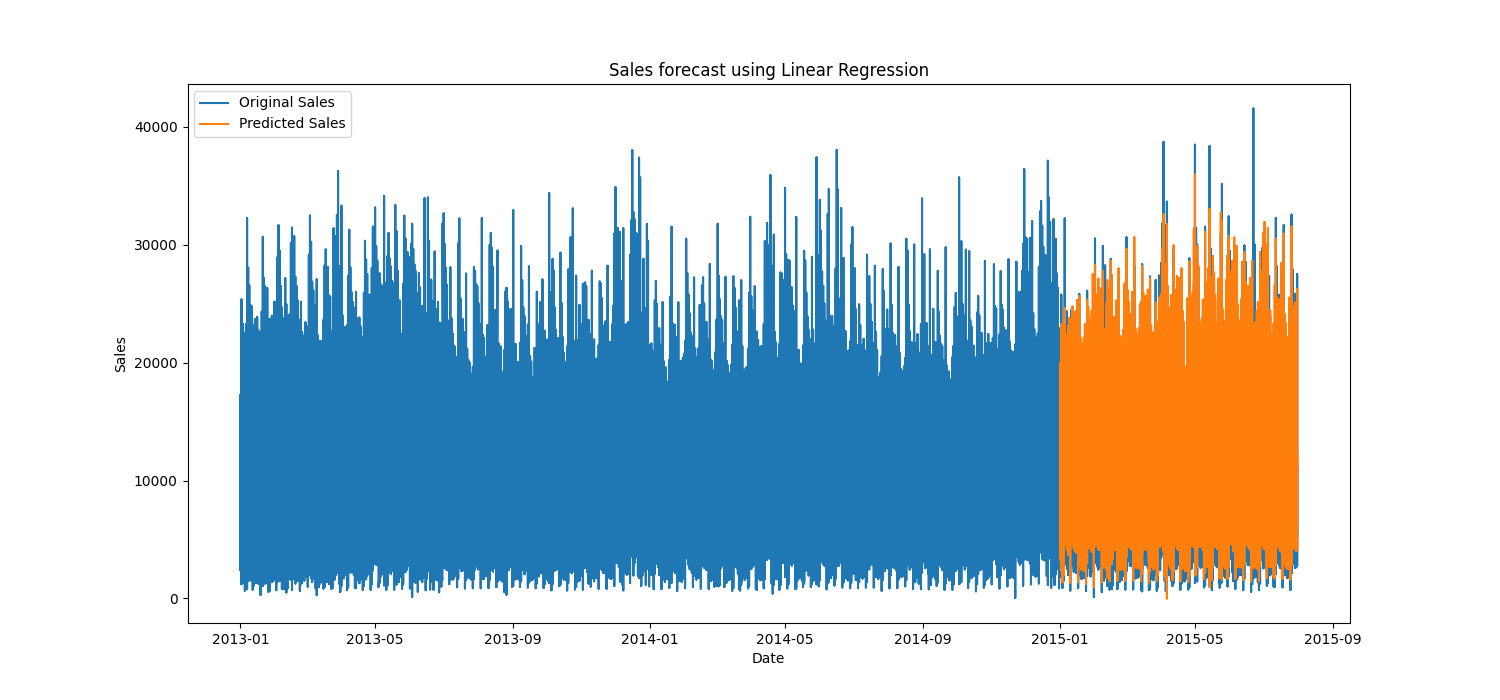 Sales forecast using Linear Regression
Original Sales
Predicted Sales
40000
30000
20000
10000
0
Sales
2013-01 2013-05 2013-09 2014-01 2014-05 2014-09 2015-01 2015-05 2015-09
Date